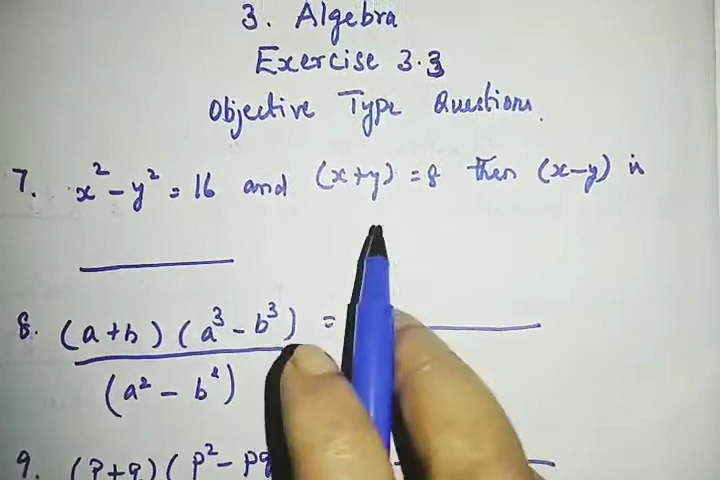 3. Algebra
Exercise 3.3
Objective Type Questions.
7. x² - y² = 16 and (x+y) = 8 then (x-y) is
8. (a+b)(a³ - b³) =
(a² - b²)
9. (p+q)(p² - pq